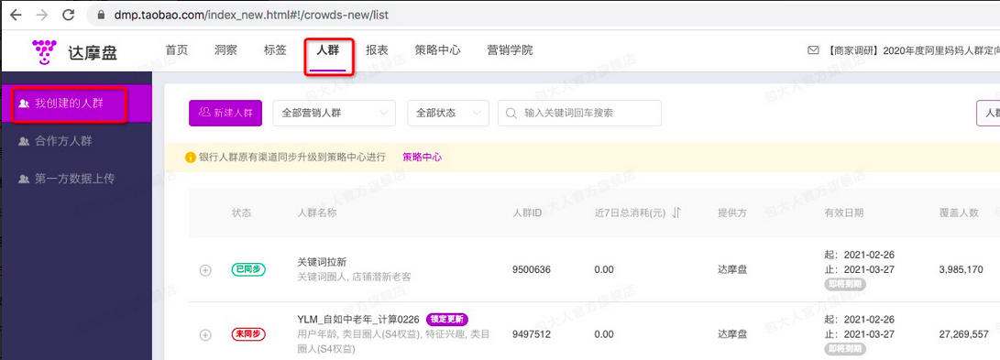 dmp.taobao.com/index_new.html#!/crowds-new/list
达摩盘
首页 洞察 标签 人群 报表 策略中心 营销学院
【商家调研】2020年度阿里妈妈人群定向
我创建的人群
合作方人群
第一方数据上传
新建人群 全部营销人群 全部状态 输入关键词回车搜索
人群
银行人群原有渠道同步升级到策略中心进行 策略中心
状态 人群名称 人群ID 近7日总消耗(元) 提供方 有效日期 覆盖人数
已同步 关键词拉新 9500636 0.00 达摩盘 起：2021-02-26 3,985,170
关键词圈人, 店铺潜新老客 止：2021-03-27
即将到期
未同步 YLM_自如中老年_计算0226 锁定更新 9497512 0.00 达摩盘 起：2021-02-26 27,269,557
用户年龄, 类目圈人(S4权益), 特征兴趣, 类目 止：2021-03-27
圈人(S4权益) 即将到期
包大人官方旗舰店